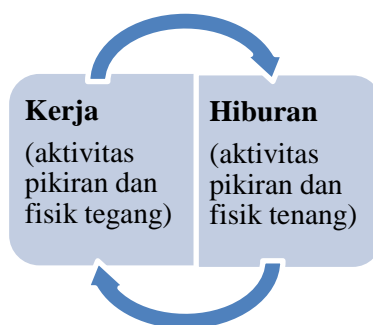 Kerja
(aktivitas
pikiran dan
fisik tegang)
Hiburan
(aktivitas
pikiran dan
fisik tenang)